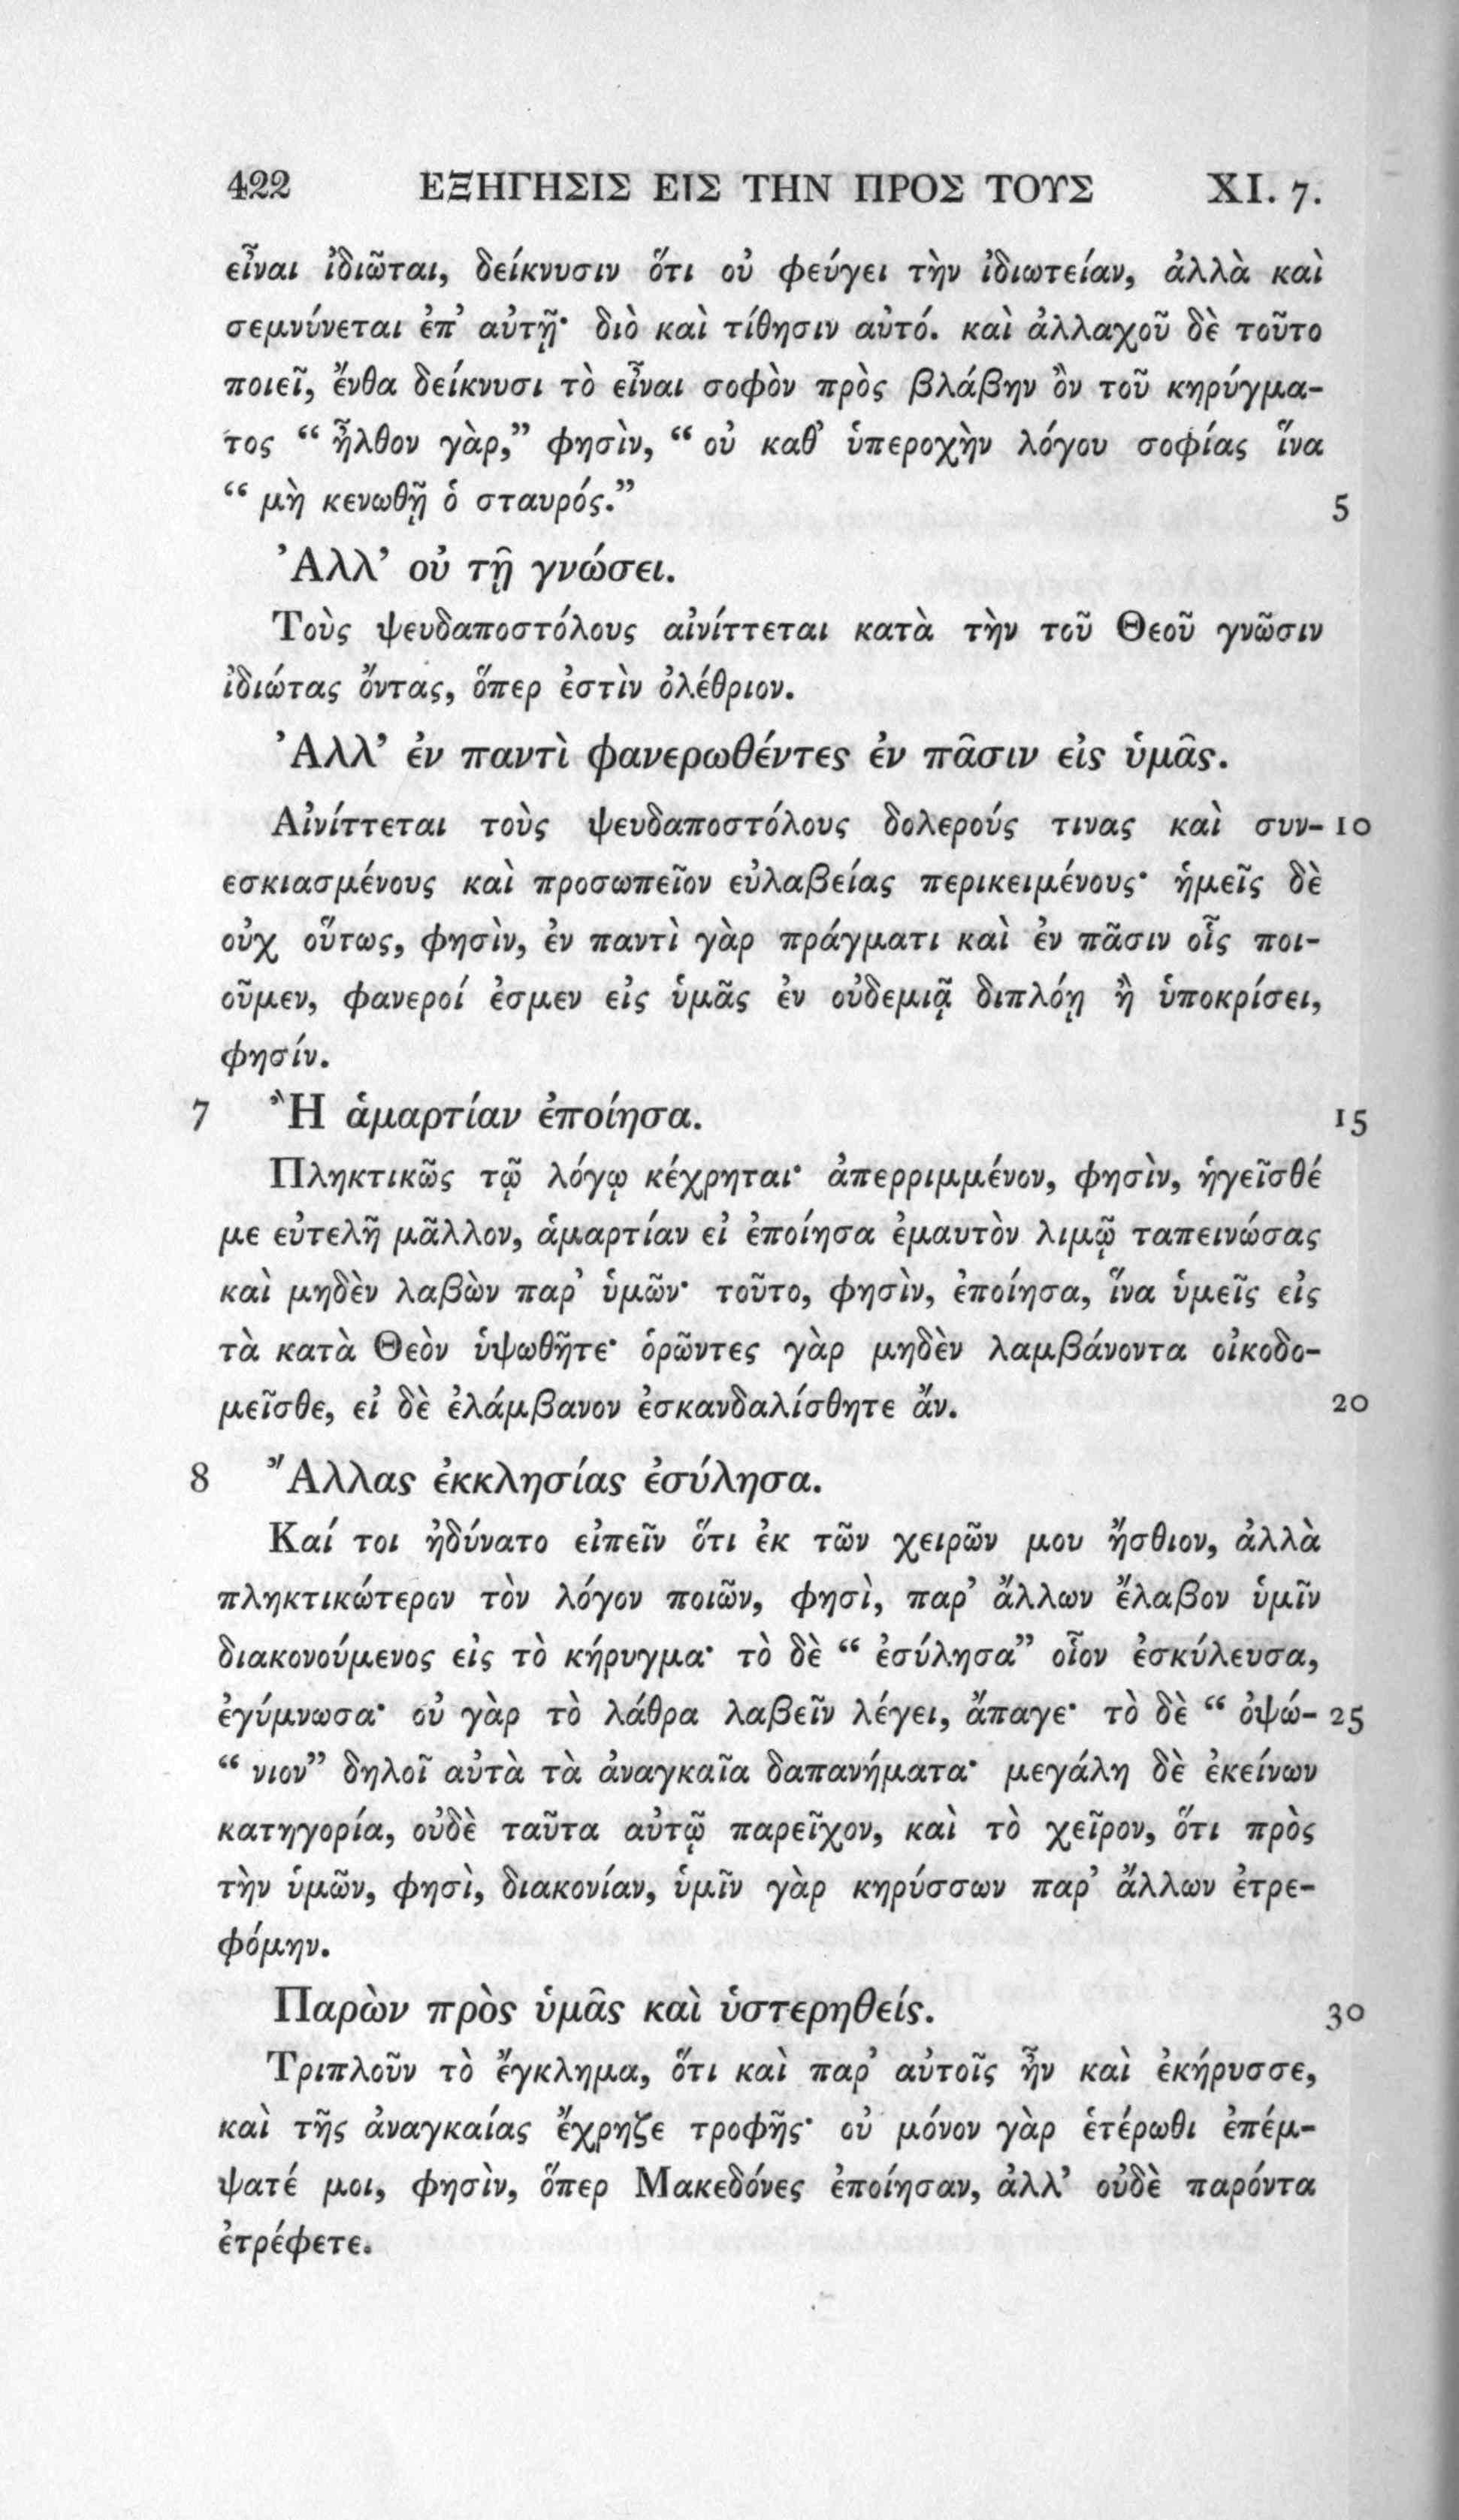 422 ΕΞΗΓΗΣΙΣ ΕΙΣ ΤΗΝ ΠΡΟΣ ΤΟΥΣ XI. 7.
εἶναι ἰδιῶται, δείκνυσιν ὅτι οὐ φεύγει τὴν ἰδιωτείαν, ἀλλὰ καὶ
σεμνύνεται ἐπ’ αὐτῇ· διὸ καὶ τίθησιν αὐτό. καὶ ἀλλαχοῦ δὲ τοῦτο
ποιεῖ, ἔνθα δείκνυσι τὸ εἶναι σοφὸν πρὸς βλάβην ὂν τοῦ κηρύγμα-
τος “ ἦλθον γὰρ,” φησὶν, “ οὐ καθ’ ὑπεροχὴν λόγου σοφίας ἵνα
“ μὴ κενωθῇ ὁ σταυρός.” 5
Ἀλλ’ οὐ τῇ γνώσει.
Τοὺς ψευδαποστόλους αἰνίττεται κατὰ τὴν τοῦ Θεοῦ γνῶσιν
ἰδιώτας ὄντας, ὅπερ ἐστὶν ὀλέθριον.
Ἀλλ’ ἐν παντὶ φανερωθέντες ἐν πᾶσιν εἰς ὑμᾶς.
Αἰνίττεται τοὺς ψευδαποστόλους δολερούς τινας καὶ συν- 10
εσκιασμένους καὶ προσωπεῖον εὐλαβείας περικειμένους· ἡμεῖς δὲ
οὐχ οὕτως, φησὶν, ἐν παντὶ γὰρ πράγματι καὶ ἐν πᾶσιν οἷς ποι-
οῦμεν, φανεροί ἐσμεν εἰς ὑμᾶς ἐν οὐδεμιᾷ διπλόῃ ἢ ὑποκρίσει,
φησίν.
7 Ἢ ἁμαρτίαν ἐποίησα. 15
Πληκτικῶς τῷ λόγῳ κέχρηται· ἀπερριμμένον, φησὶν, ἡγεῖσθέ
με εὐτελῆ μᾶλλον, ἁμαρτίαν εἰ ἐποίησα ἐμαυτὸν λιμῷ ταπεινώσας
καὶ μηδὲν λαβὼν παρ’ ὑμῶν· τοῦτο, φησὶν, ἐποίησα, ἵνα ὑμεῖς εἰς
τὰ κατὰ Θεὸν ὑψωθῆτε· ὁρῶντες γὰρ μηδὲν λαμβάνοντα οἰκοδο-
μεῖσθε, εἰ δὲ ἐλάμβανον ἐσκανδαλίσθητε ἄν. 20
8 Ἄλλας ἐκκλησίας ἐσύλησα.
Καί τοι ἠδύνατο εἰπεῖν ὅτι ἐκ τῶν χειρῶν μου ἤσθιον, ἀλλὰ
πληκτικώτερον τὸν λόγον ποιῶν, φησὶ, παρ’ ἄλλων ἔλαβον ὑμῖν
διακονούμενος εἰς τὸ κήρυγμα· τὸ δὲ “ ἐσύλησα” οἷον ἐσκύλευσα,
ἐγύμνωσα· οὐ γὰρ τὸ λάθρα λαβεῖν λέγει, ἄπαγε· τὸ δὲ “ ὀψώ- 25
“ νιον” δηλοῖ αὐτὰ τὰ ἀναγκαῖα δαπανήματα· μεγάλη δὲ ἐκείνων
κατηγορία, οὐδὲ ταῦτα αὐτῷ παρεῖχον, καὶ τὸ χεῖρον, ὅτι πρὸς
τὴν ὑμῶν, φησὶ, διακονίαν, ὑμῖν γὰρ κηρύσσων παρ’ ἄλλων ἐτρε-
φόμην.
Παρὼν πρὸς ὑμᾶς καὶ ὑστερηθείς. 30
Τριπλοῦν τὸ ἔγκλημα, ὅτι καὶ παρ’ αὐτοῖς ἦν καὶ ἐκήρυσσε,
καὶ τῆς ἀναγκαίας ἔχρηζε τροφῆς· οὐ μόνον γὰρ ἑτέρωθι ἐπέμ-
ψατέ μοι, φησὶν, ὅπερ Μακεδόνες ἐποίησαν, ἀλλ’ οὐδὲ παρόντα
ἐτρέφετε.